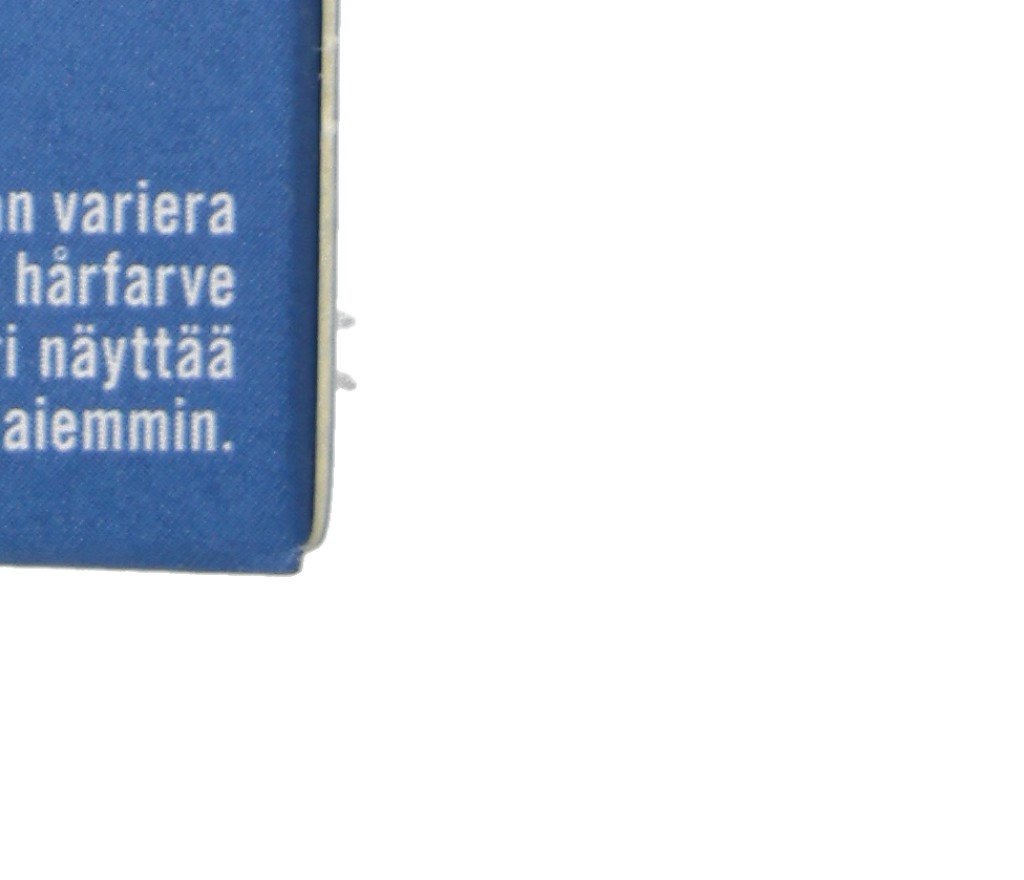 variera
hårfarve
näyttää
aiemmin.